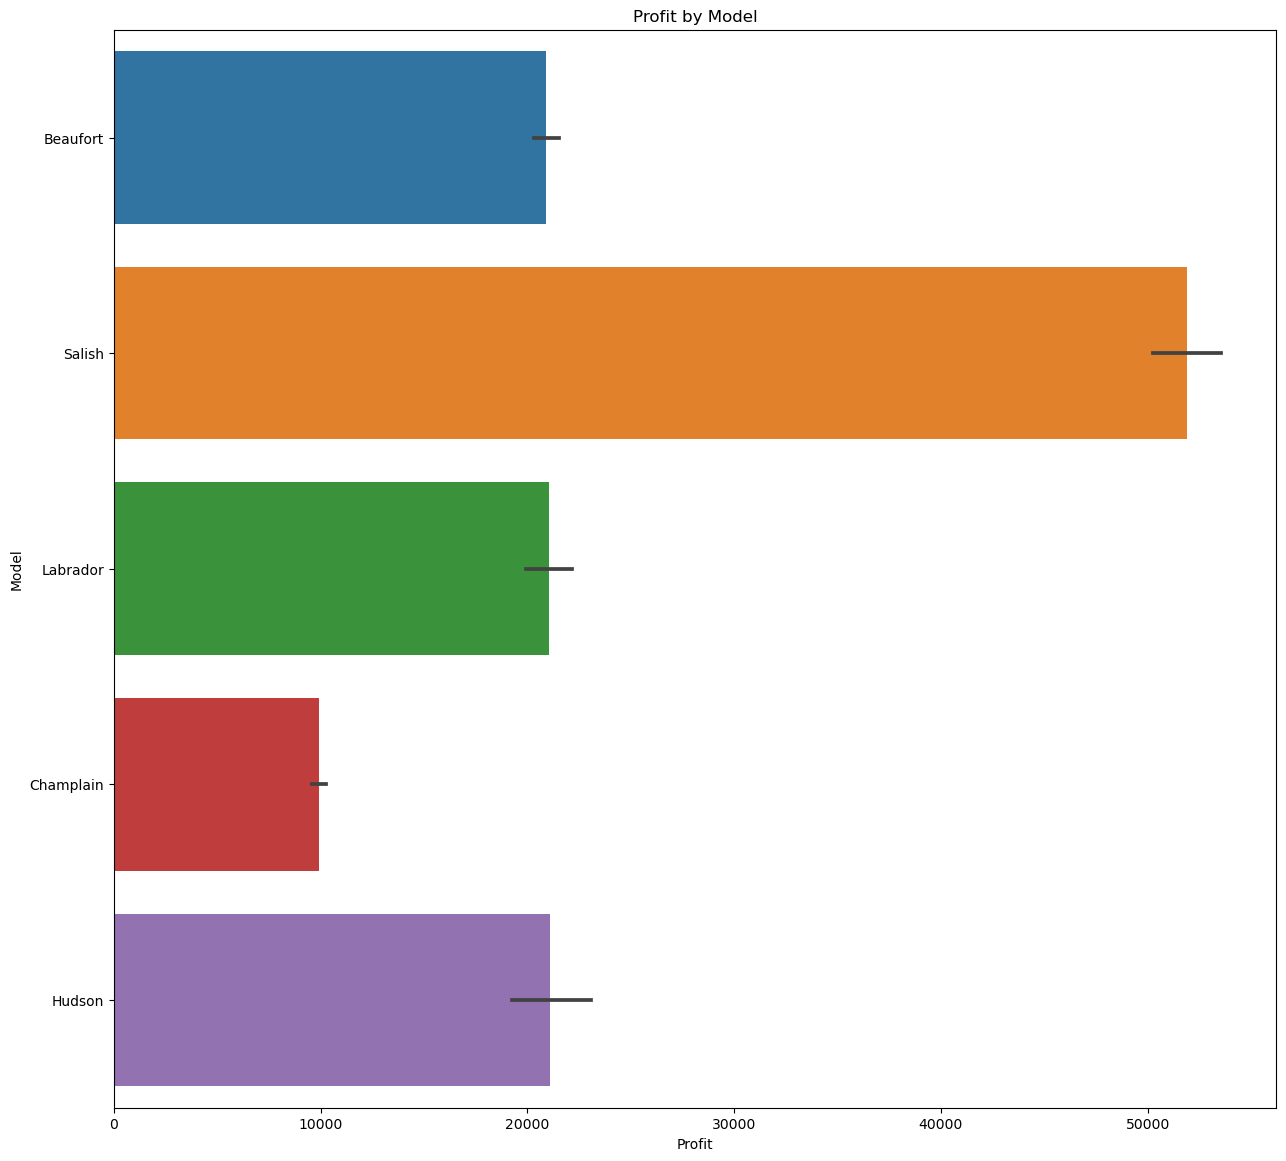 Profit by Model
Beaufort
Salish
Labrador
Champlain
Hudson
Model
0 10000 20000 30000 40000 50000
Profit